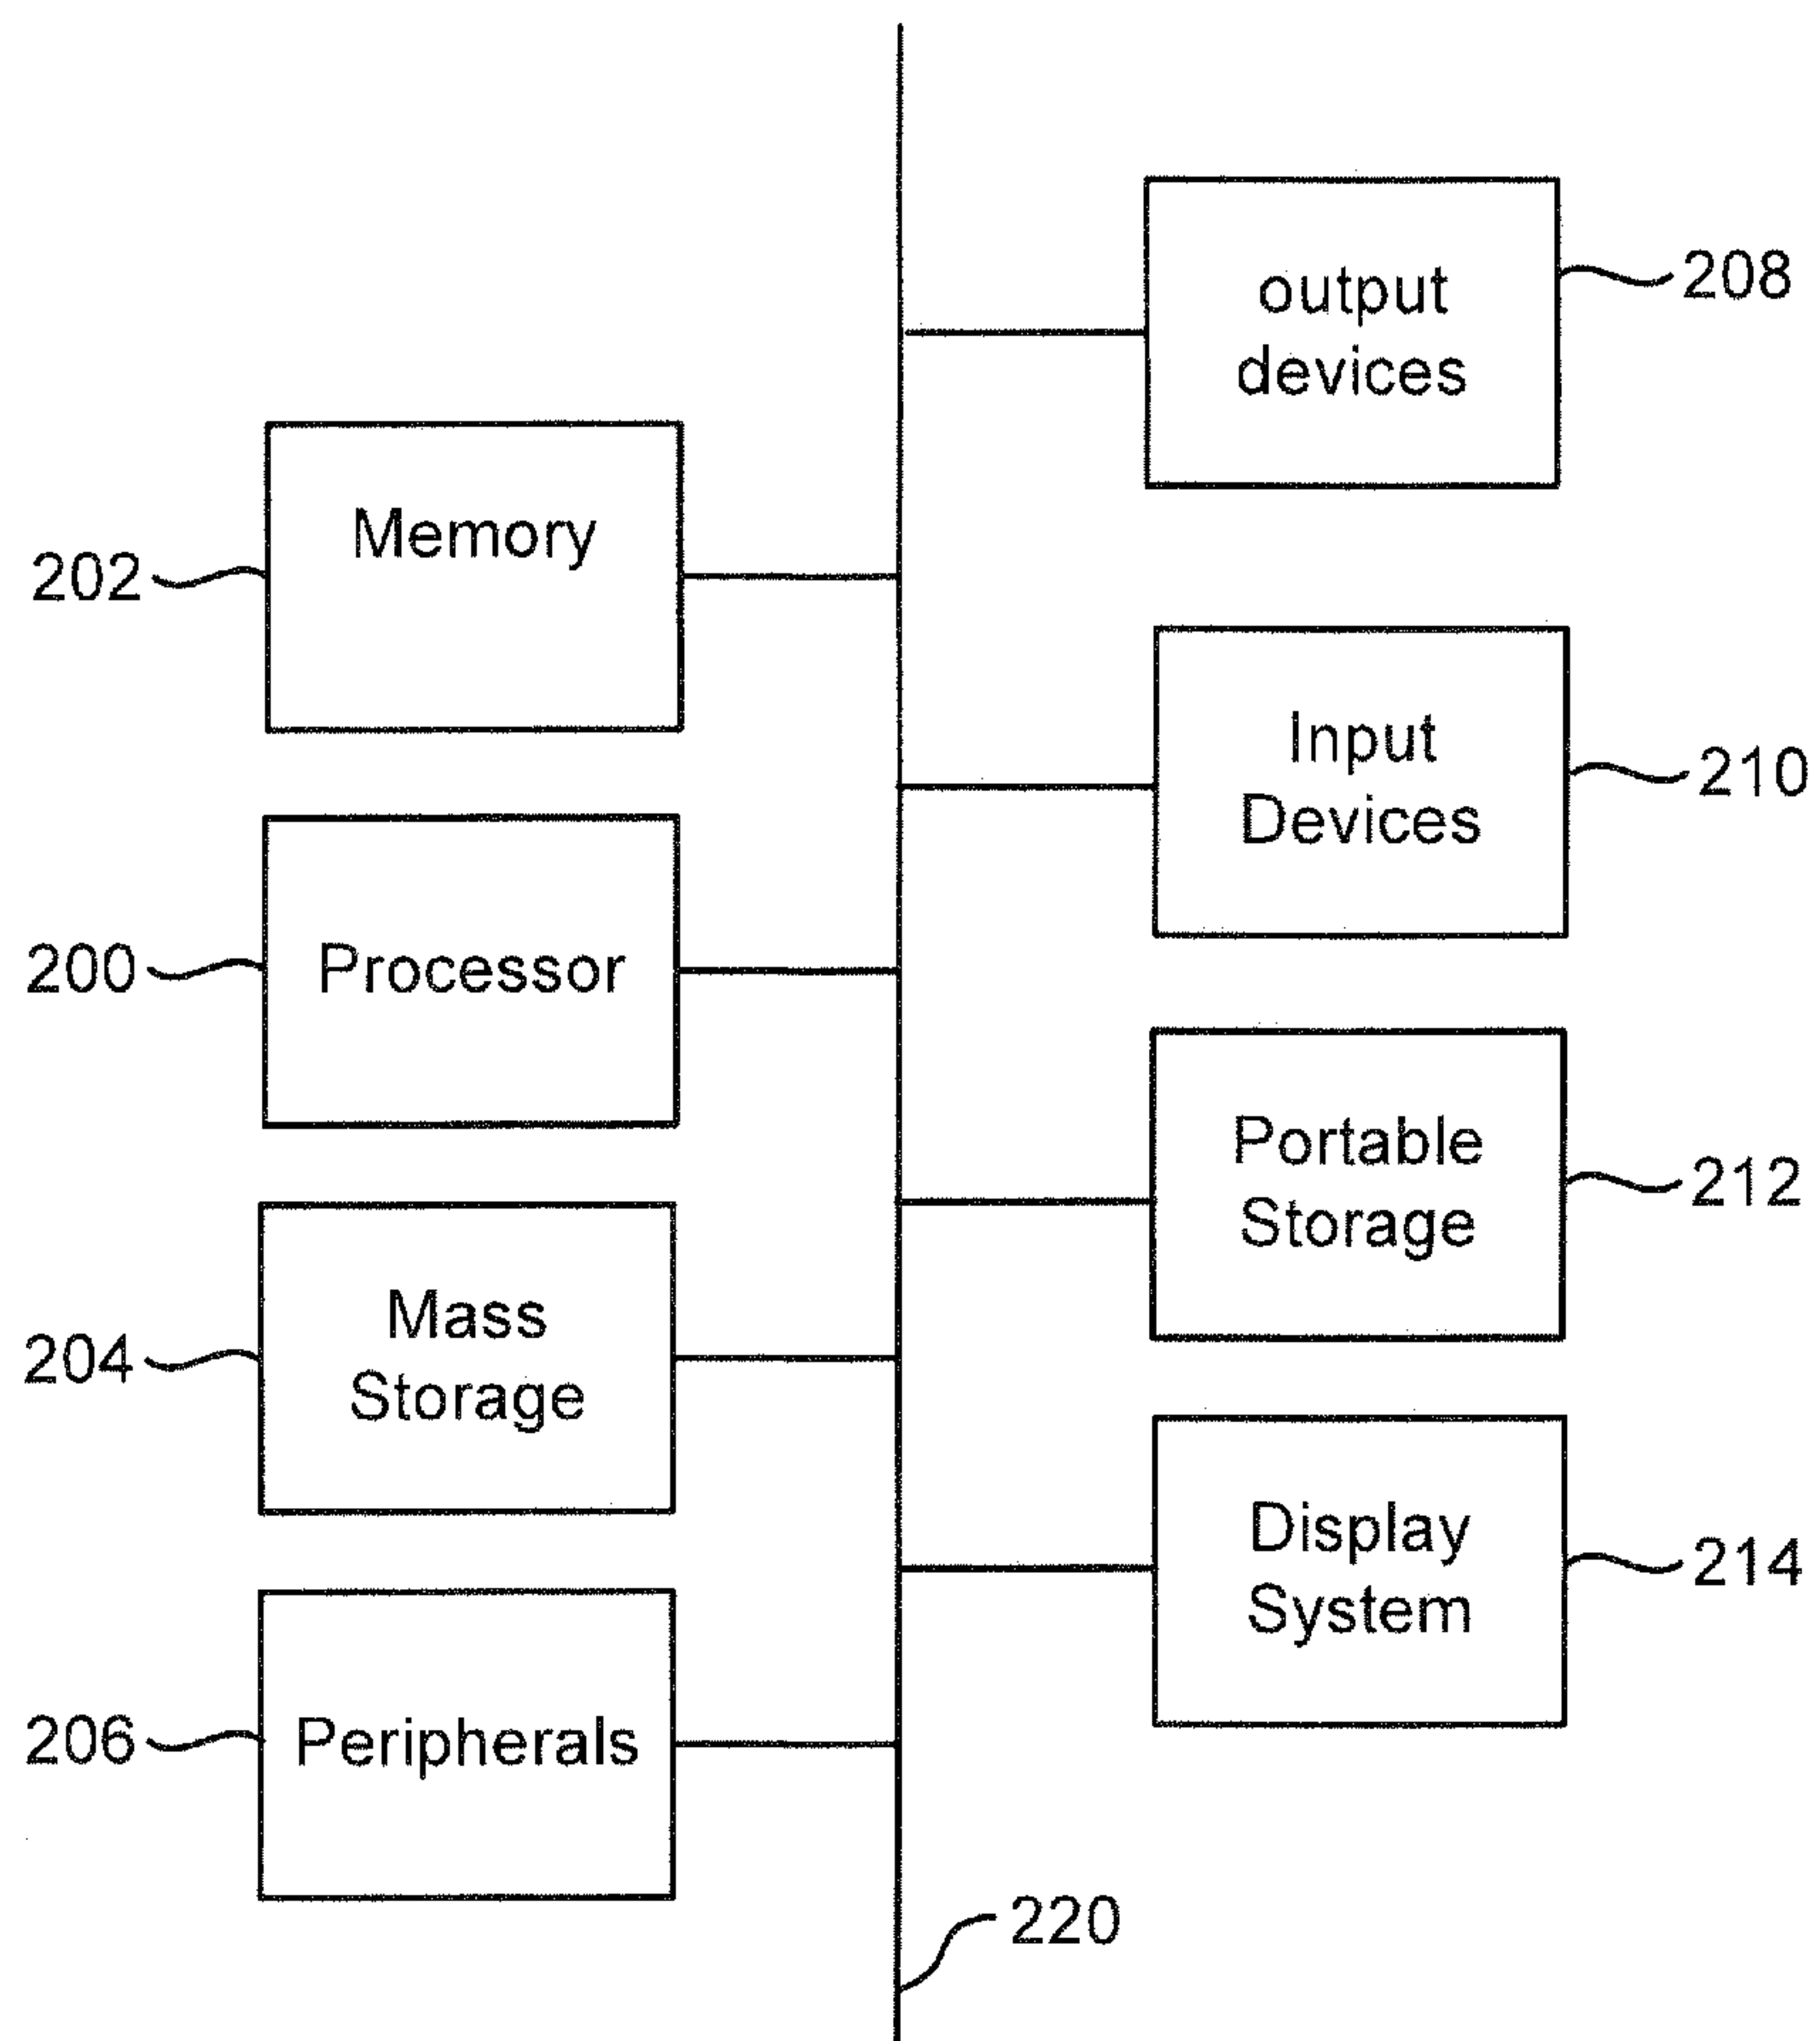 output
devices
208
Memory
202
Input
Devices
210
Processor
200
Portable
Storage
212
Mass
Storage
204
Display
System
214
Peripherals
206
220